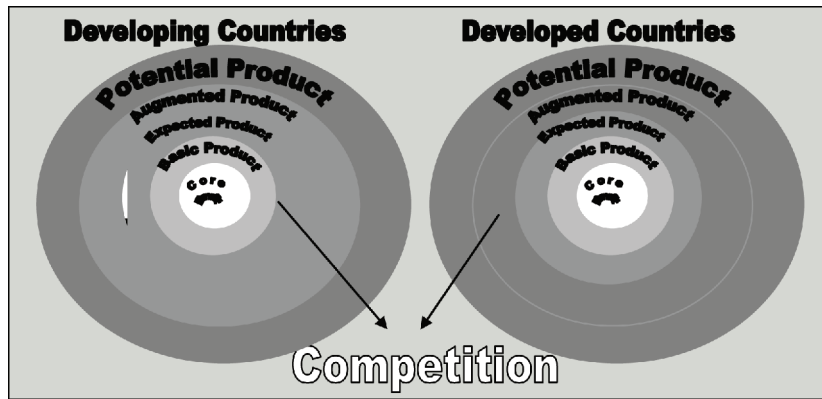 Developing Countries
Potential Product
Augmented Product
Expected Product
Basic Product
Core
Developed Countries
Potential Product
Augmented Product
Expected Product
Basic Product
Core
Competition